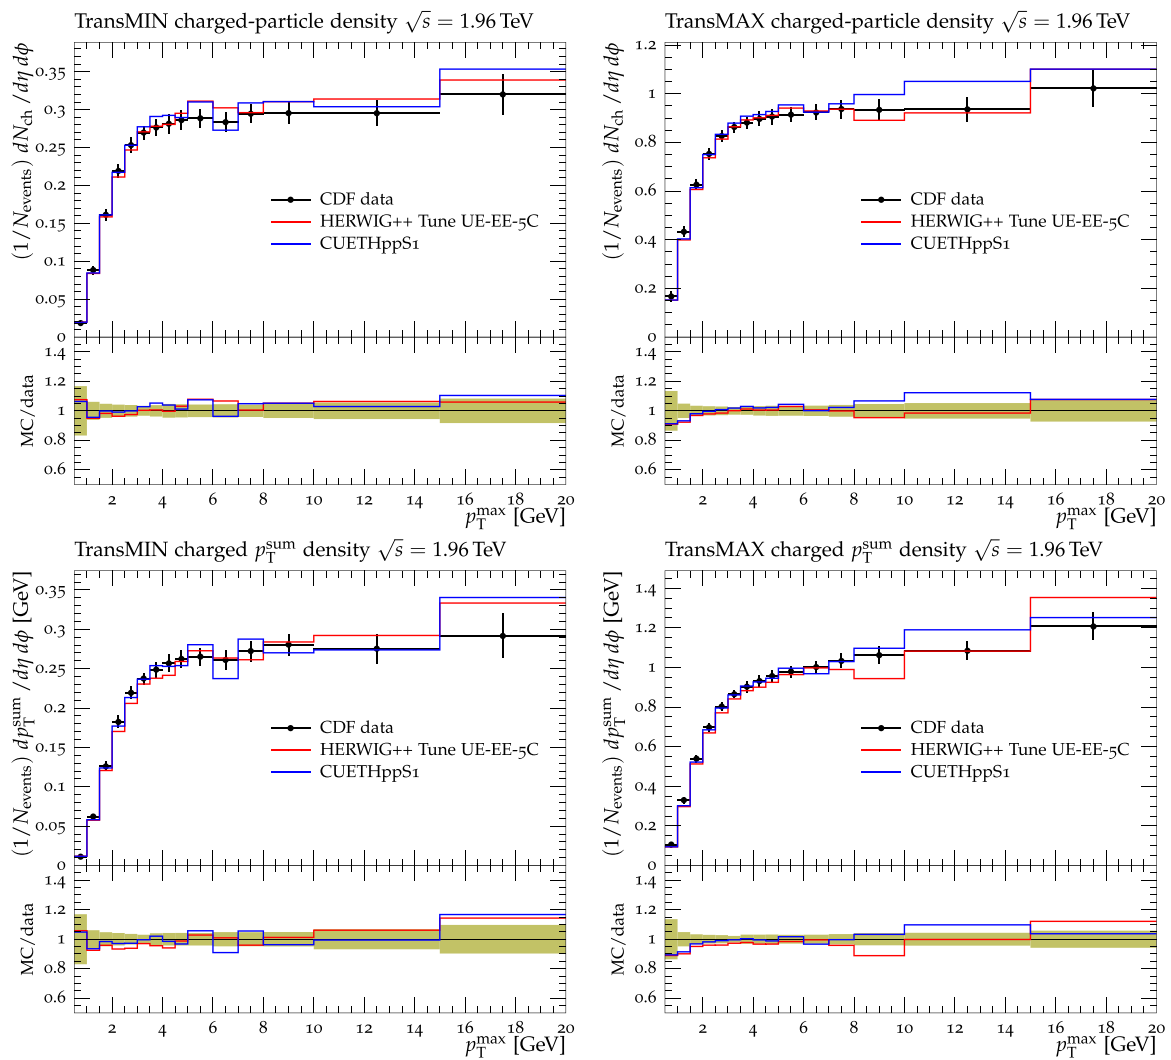 TransMIN charged-particle density √s = 1.96 TeV
(1/N_events) dN_ch/dη dφ
0.35
0.3
0.25
0.2
0.15
0.1
0.05
0
CDF data
HERWIG++ Tune UE-EE-5C
CUETHppS1
MC/data
1.4
1.2
1
0.8
0.6
2 4 6 8 10 12 14 16 18 20
p_T^max [GeV]
TransMAX charged-particle density √s = 1.96 TeV
(1/N_events) dN_ch/dη dφ
1.2
1
0.8
0.6
0.4
0.2
0
CDF data
HERWIG++ Tune UE-EE-5C
CUETHppS1
MC/data
1.4
1.2
1
0.8
0.6
2 4 6 8 10 12 14 16 18 20
p_T^max [GeV]
TransMIN charged p_T^sum density √s = 1.96 TeV
(1/N_events) dp_T^sum/dη dφ [GeV]
0.35
0.3
0.25
0.2
0.15
0.1
0.05
0
CDF data
HERWIG++ Tune UE-EE-5C
CUETHppS1
MC/data
1.4
1.2
1
0.8
0.6
2 4 6 8 10 12 14 16 18 20
p_T^max [GeV]
TransMAX charged p_T^sum density √s = 1.96 TeV
(1/N_events) dp_T^sum/dη dφ [GeV]
1.4
1.2
1
0.8
0.6
0.4
0.2
0
CDF data
HERWIG++ Tune UE-EE-5C
CUETHppS1
MC/data
1.4
1.2
1
0.8
0.6
2 4 6 8 10 12 14 16 18 20
p_T^max [GeV]